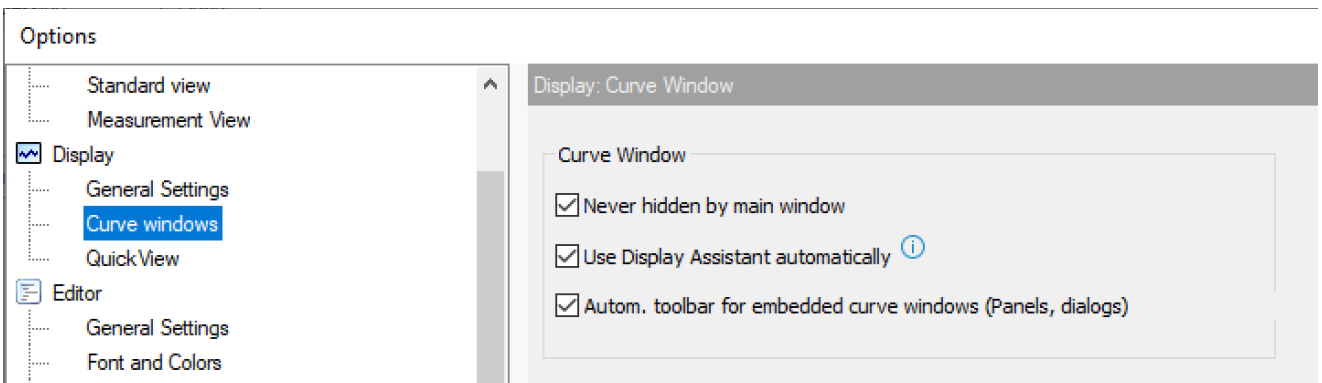 Options
Standard view
Measurement View
Display
General Settings
Curve windows
QuickView
Editor
General Settings
Font and Colors
Display: Curve Window
Curve Window
Never hidden by main window
Use Display Assistant automatically
Autom. toolbar for embedded curve windows (Panels, dialogs)